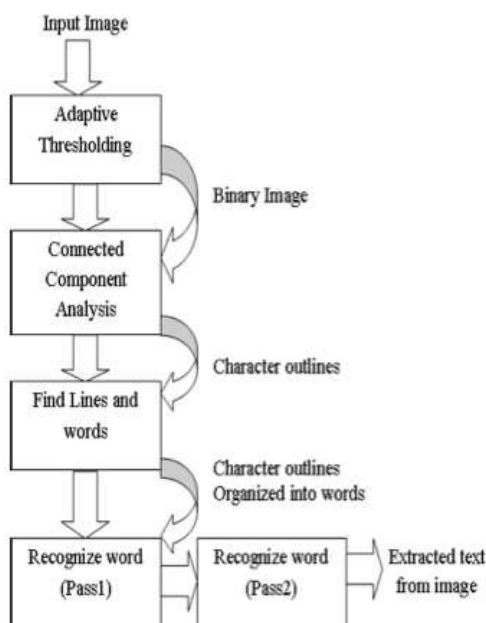 Input Image
Adaptive
Thresholding
Binary Image
Connected
Component
Analysis
Character outlines
Find Lines and
words
Character outlines
Organized into words
Recognize word
(Pass1)
Recognize word
(Pass2)
Extracted text
from image